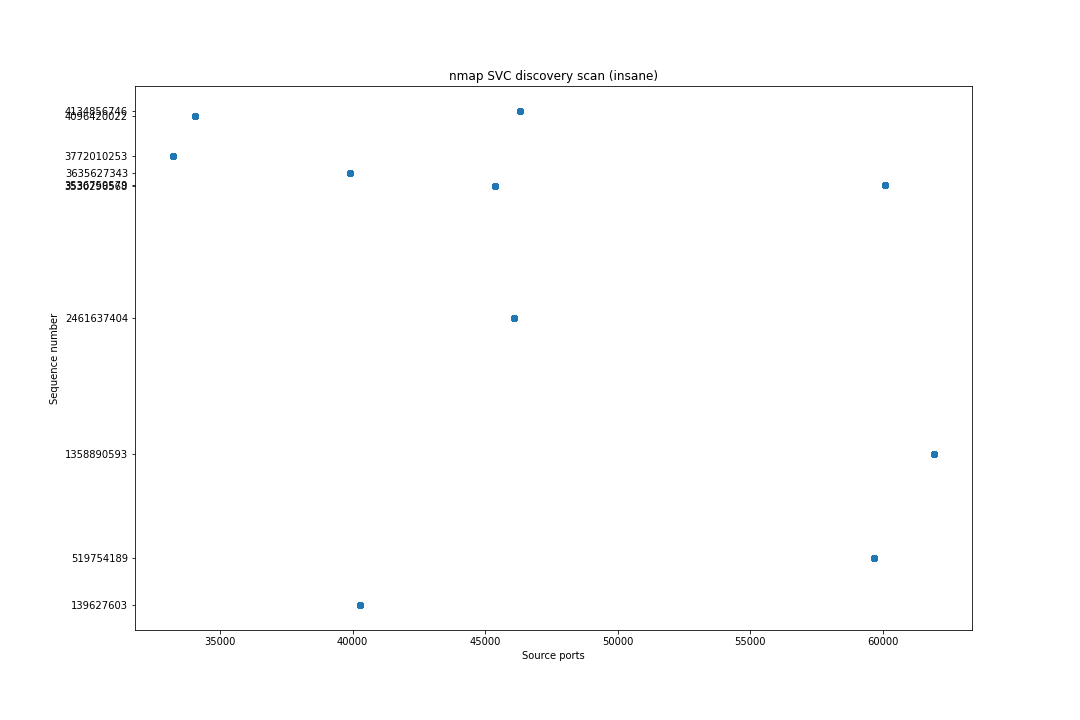 nmap SVC discovery scan (insane)
4134856746
4096420022
3772010253
3635627343
2461637404
1358890593
519754189
139627603
Sequence number
35000 40000 45000 50000 55000 60000
Source ports